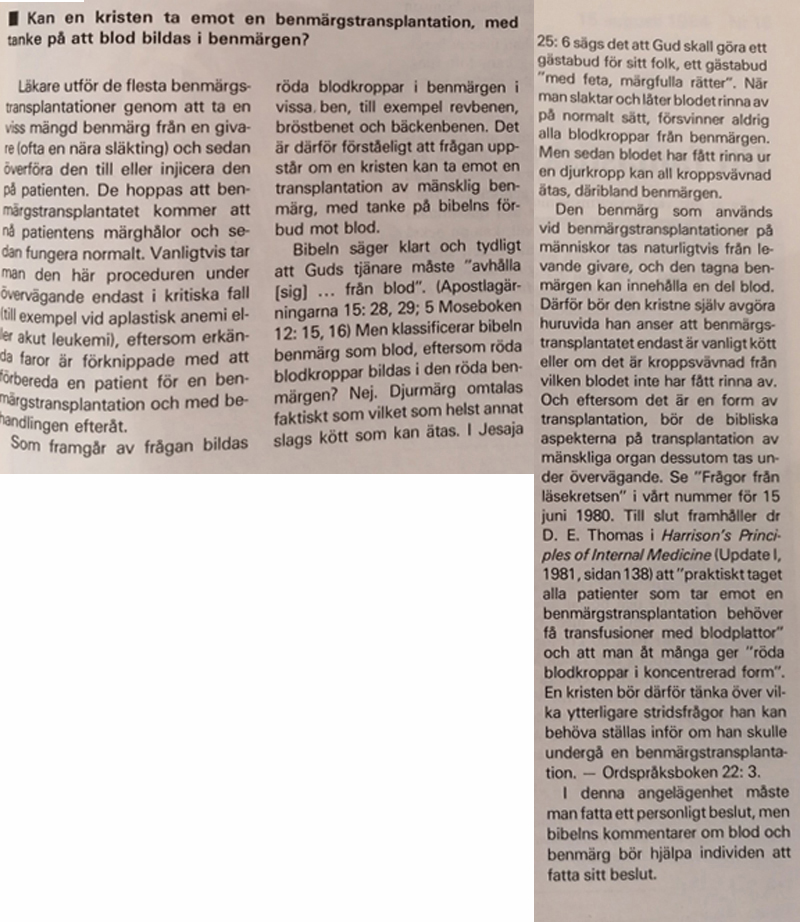 Kan en kristen ta emot en benmärgstransplantation, med
tanke på att blod bildas i benmärgen?
Läkare utför de flesta benmärgs-
transplantationer genom att ta en
viss mängd benmärg från en giva-
re (ofta en nära släkting) och sedan
överföra den till eller injicera den
på patienten. De hoppas att ben-
märgstransplantatet kommer att
nå patientens märghålor och se-
dan fungera normalt. Vanligtvis tar
man den här proceduren under
övervägande endast i kritiska fall
(till exempel vid aplastisk anemi el-
ler akut leukemi), eftersom erkän-
da faror är förknippade med att
förbereda en patient för en ben-
märgstransplantation och med be-
handlingen efteråt.
Som framgår av frågan bildas
röda blodkroppar i benmärgen i
vissa ben, till exempel revbenen,
bröstbenet och bäckenbenen. Det
är därför förståeligt att frågan upp-
står om en kristen kan ta emot en
transplantation av mänsklig ben-
märg, med tanke på bibelns för-
bud mot blod.
Bibeln säger klart och tydligt
att Guds tjänare måste "avhålla
[sig] ... från blod". (Apostlagär-
ningarna 15: 28, 29; 5 Moseboken
12: 15, 16) Men klassificerar bibeln
benmärg som blod, eftersom röda
blodkroppar bildas i den röda ben-
märgen? Nej. Djurmärg omtalas
faktiskt som vilket som helst annat
slags kött som kan ätas. I Jesaja
25: 6 sägs det att Gud skall göra ett
gästabud för sitt folk, ett gästabud
"med feta, märgfulla rätter". När
man slaktar och låter blodet rinna av
på normalt sätt, försvinner aldrig
alla blodkroppar från benmärgen.
Men sedan blodet har fått rinna ur
en djurkropp kan all kroppsvävnad
ätas, däribland benmärgen.
Den benmärg som används
vid benmärgstransplantationer på
människor tas naturligtvis från le-
vande givare, och den tagna ben-
märgen kan innehålla en del blod.
Därför bör den kristne själv avgöra
huruvida han anser att benmärgs-
transplantatet endast är vanligt kött
eller om det är kroppsvävnad från
vilken blodet inte har fått rinna av.
Och eftersom det är en form av
transplantation, bör de bibliska
aspekterna på transplantation av
mänskliga organ dessutom tas un-
der övervägande. Se "Frågor från
läsekretsen" i vårt nummer för 15
juni 1980. Till slut framhåller dr
D. E. Thomas i Harrison's Princi-
ples of Internal Medicine (Update I,
1981, sidan 138) att "praktiskt taget
alla patienter som tar emot en
benmärgstransplantation behöver
få transfusioner med blodplattor"
och att man åt många ger "röda
blodkroppar i koncentrerad form".
En kristen bör därför tänka över vil-
ka ytterligare stridsfrågor han kan
behöva ställas inför om han skulle
undergå en benmärgstransplanta-
tion. — Ordspråksboken 22: 3.
I denna angelägenhet måste
man fatta ett personligt beslut, men
bibelns kommentarer om blod och
benmärg bör hjälpa individen att
fatta sitt beslut.